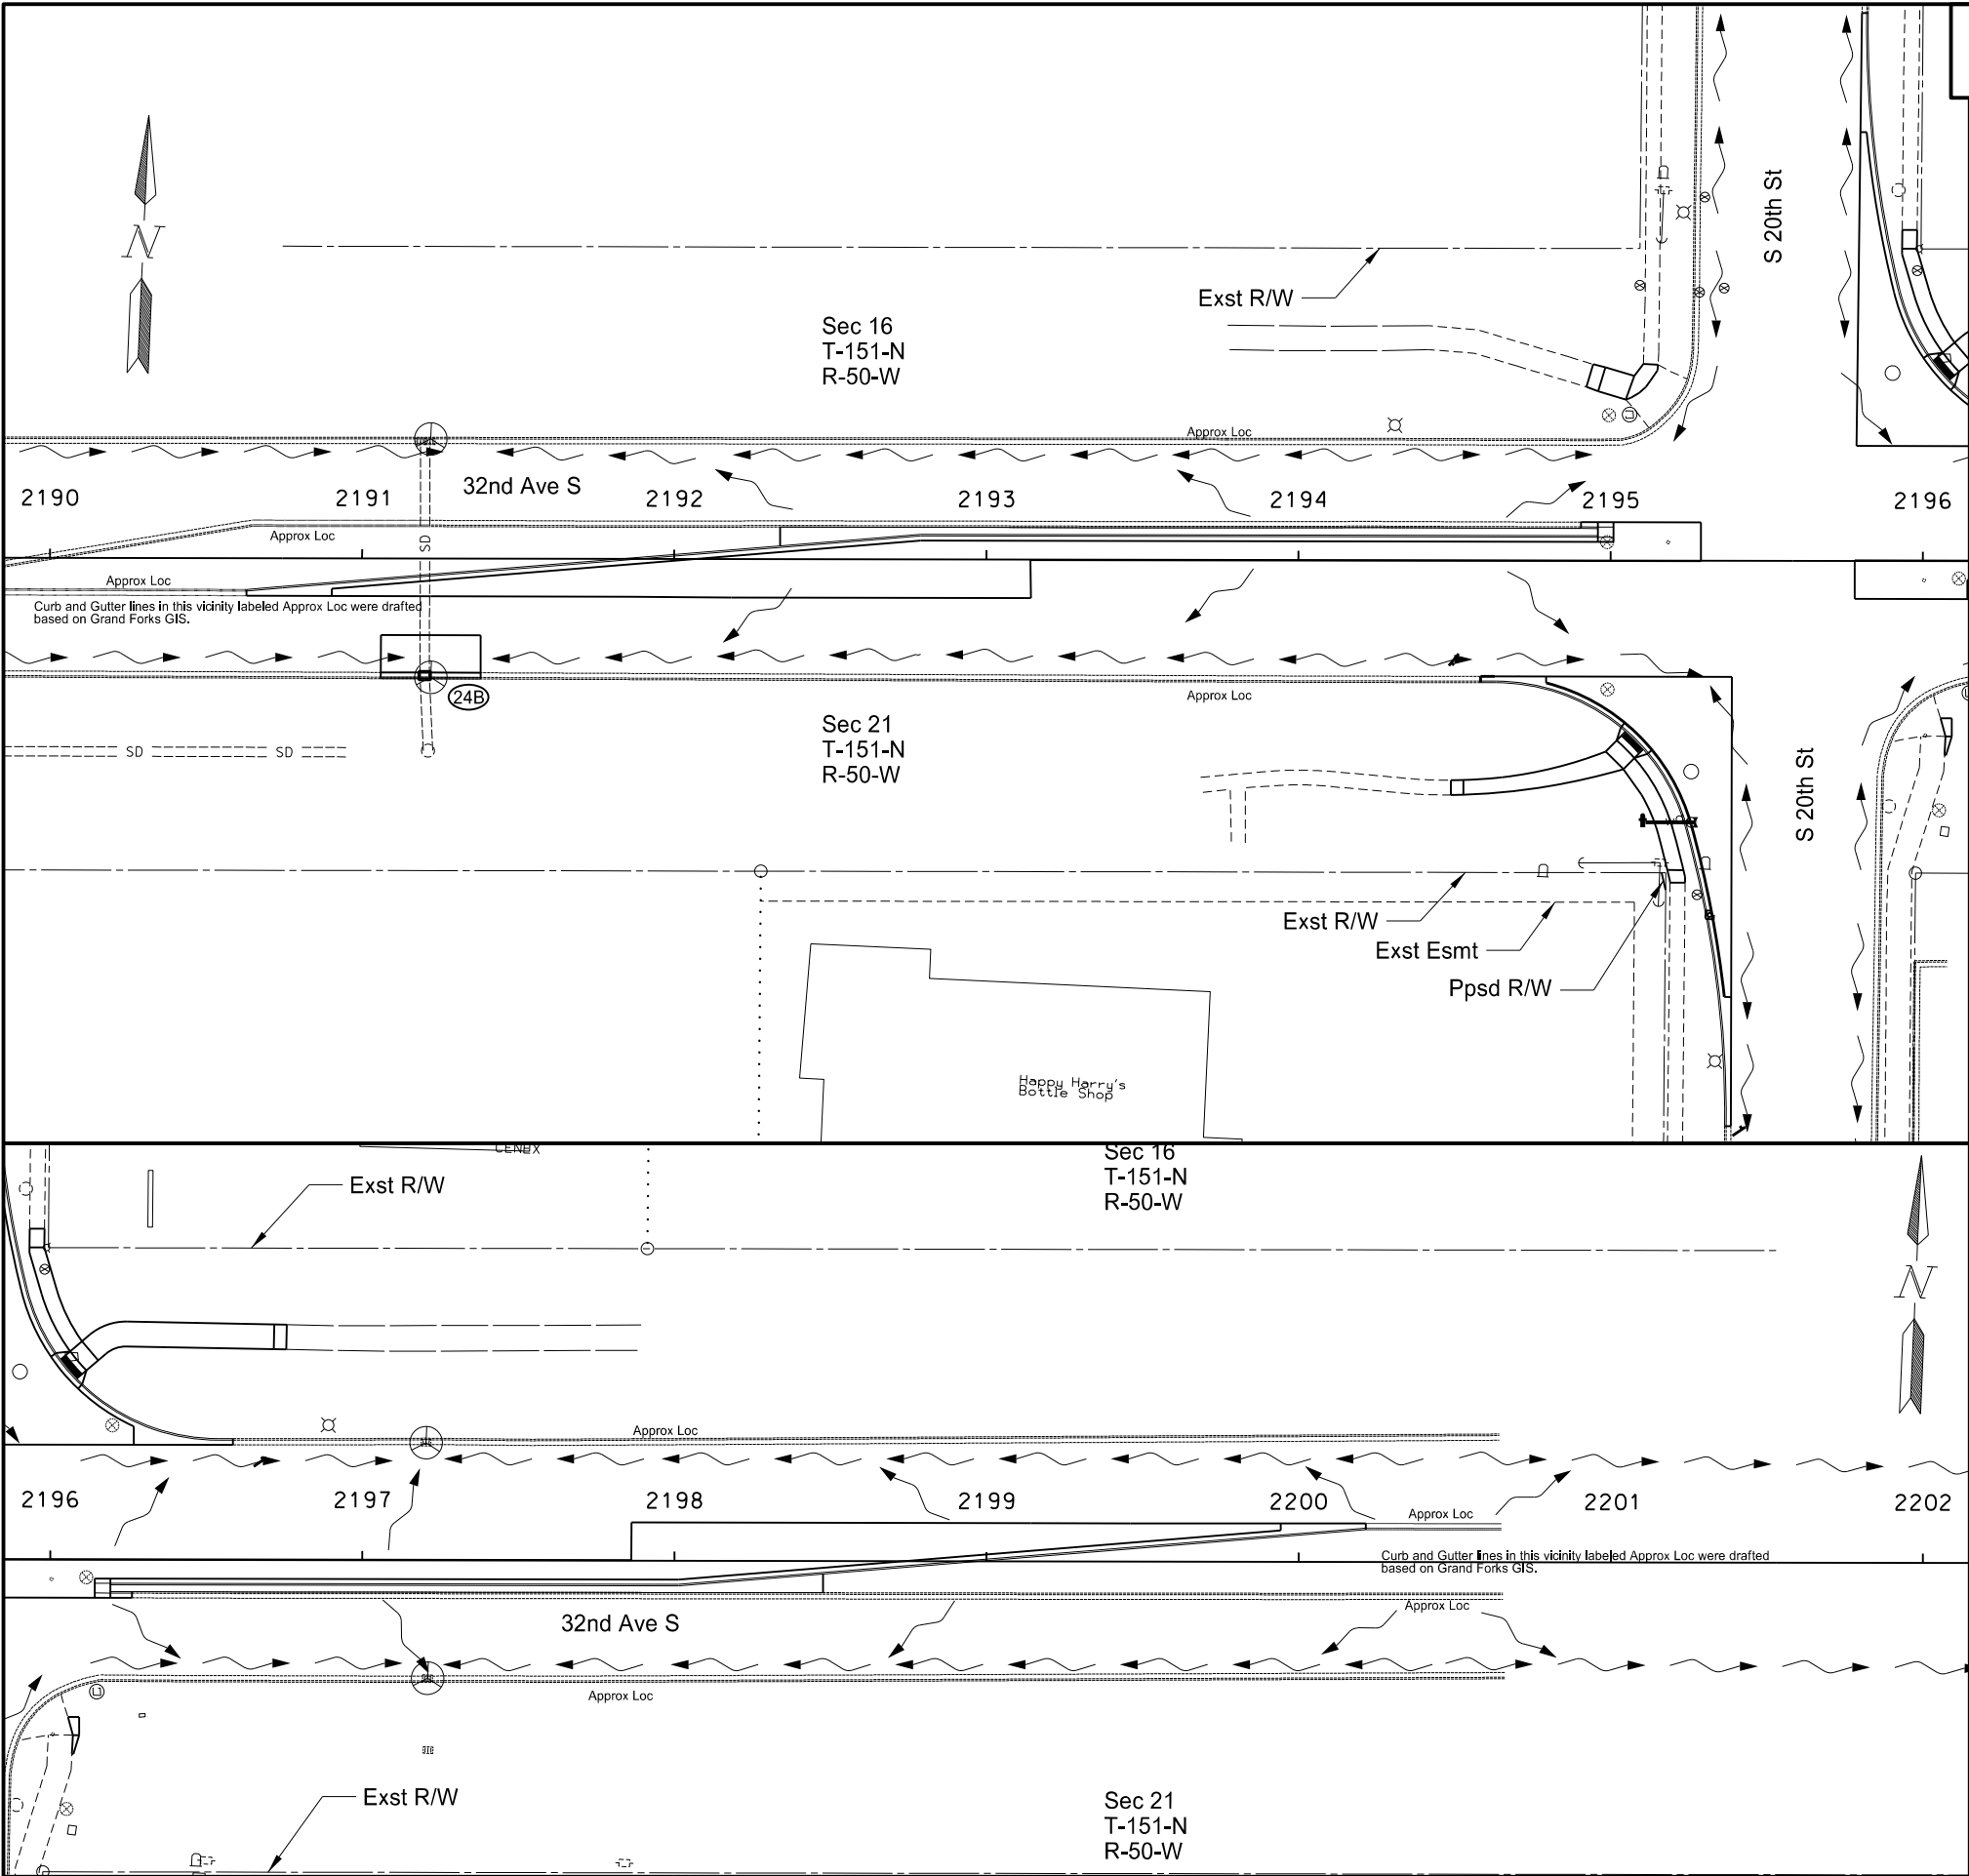 N
S 20th St
Exst R/W
Sec 16
T-151-N
R-50-W
Approx Loc
32nd Ave S
2190
2191
2192
2193
2194
2195
2196
Approx Loc
SD
Approx Loc
Curb and Gutter lines in this vicinity labeled Approx Loc were drafted
based on Grand Forks GIS.
24B
Approx Loc
Sec 21
T-151-N
R-50-W
SD
SD
S 20th St
Exst R/W
Exst Esmt
Ppsd R/W
Happy Harry's
Bottle Shop
CENEX
Sec 16
T-151-N
R-50-W
Exst R/W
N
Approx Loc
2196
2197
2198
2199
2200
2201
2202
Approx Loc
Curb and Gutter lines in this vicinity labeled Approx Loc were drafted
based on Grand Forks GIS.
32nd Ave S
Approx Loc
Approx Loc
Exst R/W
Sec 21
T-151-N
R-50-W